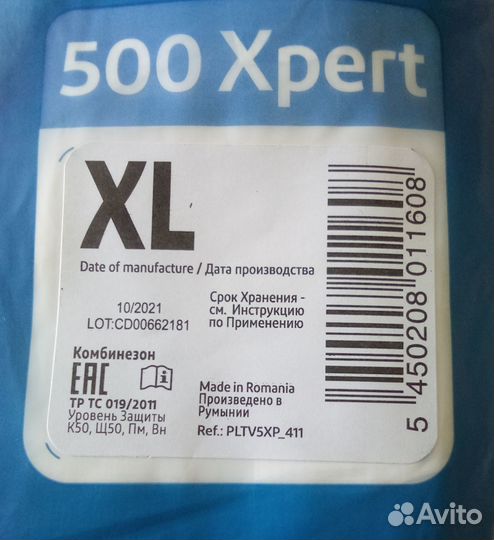 500 Xpert
XL
Date of manufacture / Дата производства
10/2021
LOT:CD00662181
Срок Хранения -
см. Инструкцию
по Применению
Комбинезон
EAC
ТР ТС 019/2011
Уровень Защиты
К50, Щ50, Пм, Вн
Made in Romania
Произведено в
Румынии
Ref.: PLTV5XP_411
5 450208 011608
Avito